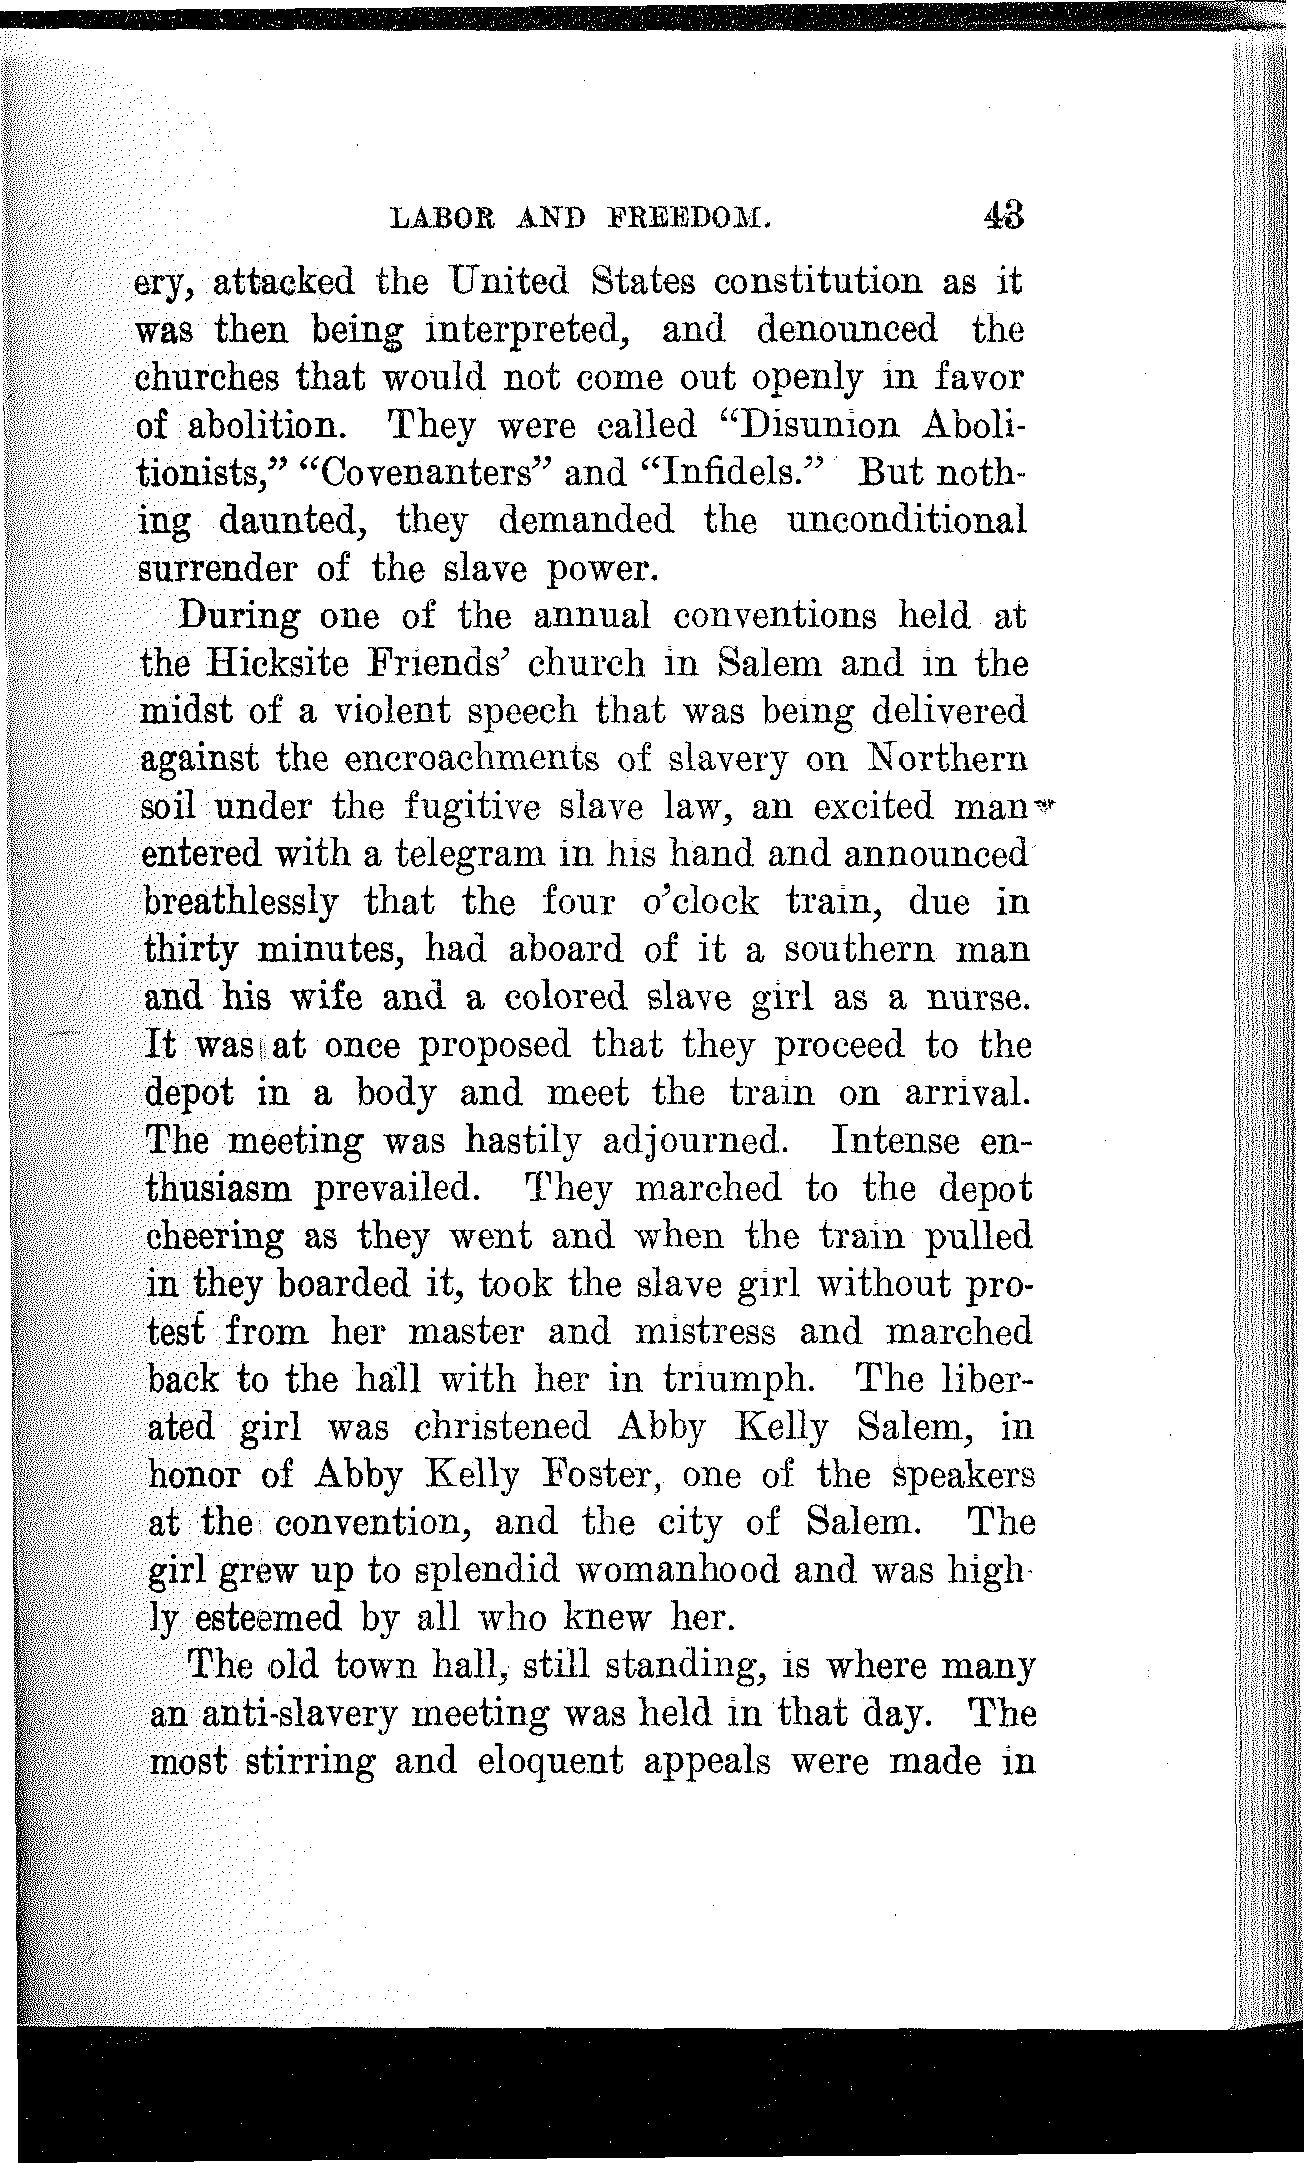 LABOR AND FREEDOM. 43
ery, attacked the United States constitution as it
was then being interpreted, and denounced the
churches that would not come out openly in favor
of abolition. They were called “Disunion Aboli-
tionists,” “Covenanters” and “Infidels.” But noth-
ing daunted, they demanded the unconditional
surrender of the slave power.
During one of the annual conventions held at
the Hicksite Friends’ church in Salem and in the
midst of a violent speech that was being delivered
against the encroachments of slavery on Northern
soil under the fugitive slave law, an excited man
entered with a telegram in his hand and announced
breathlessly that the four o’clock train, due in
thirty minutes, had aboard of it a southern man
and his wife and a colored slave girl as a nurse.
It was at once proposed that they proceed to the
depot in a body and meet the train on arrival.
The meeting was hastily adjourned. Intense en-
thusiasm prevailed. They marched to the depot
cheering as they went and when the train pulled
in they boarded it, took the slave girl without pro-
test from her master and mistress and marched
back to the hall with her in triumph. The liber-
ated girl was christened Abby Kelly Salem, in
honor of Abby Kelly Foster, one of the speakers
at the convention, and the city of Salem. The
girl grew up to splendid womanhood and was high-
ly esteemed by all who knew her.
The old town hall, still standing, is where many
an anti-slavery meeting was held in that day. The
most stirring and eloquent appeals were made in